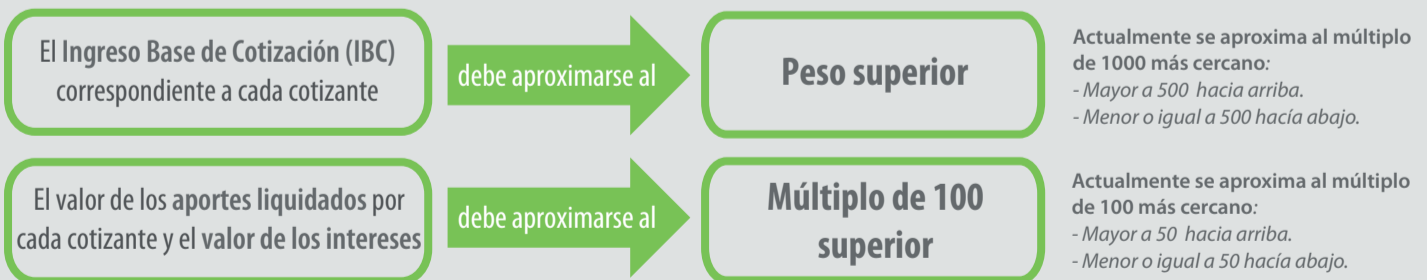 El Ingreso Base de Cotización (IBC)
correspondiente a cada cotizante
debe aproximarse al
Peso superior
Actualmente se aproxima al múltiplo
de 1000 más cercano:
- Mayor a 500 hacia arriba.
- Menor o igual a 500 hacía abajo.
El valor de los aportes liquidados por
cada cotizante y el valor de los intereses
debe aproximarse al
Múltiplo de 100
superior
Actualmente se aproxima al múltiplo
de 100 más cercano:
- Mayor a 50 hacia arriba.
- Menor o igual a 50 hacía abajo.